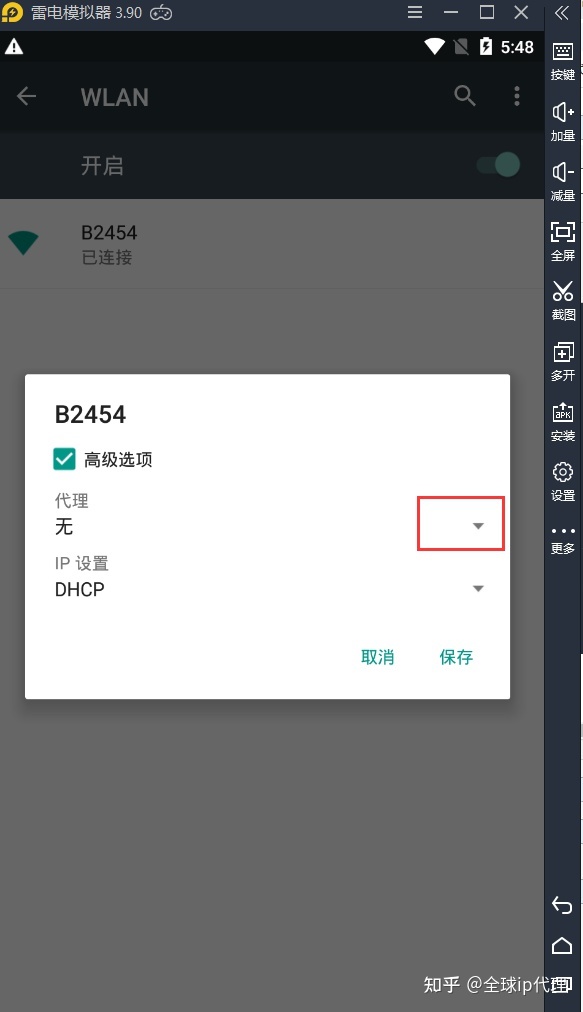 雷电模拟器 3.90
5:48
WLAN
开启
B2454
已连接
B2454
高级选项
代理
无
IP 设置
DHCP
取消
保存
按键
加量
减量
全屏
截图
多开
APK
安装
设置
更多
知乎 @全球ip代理